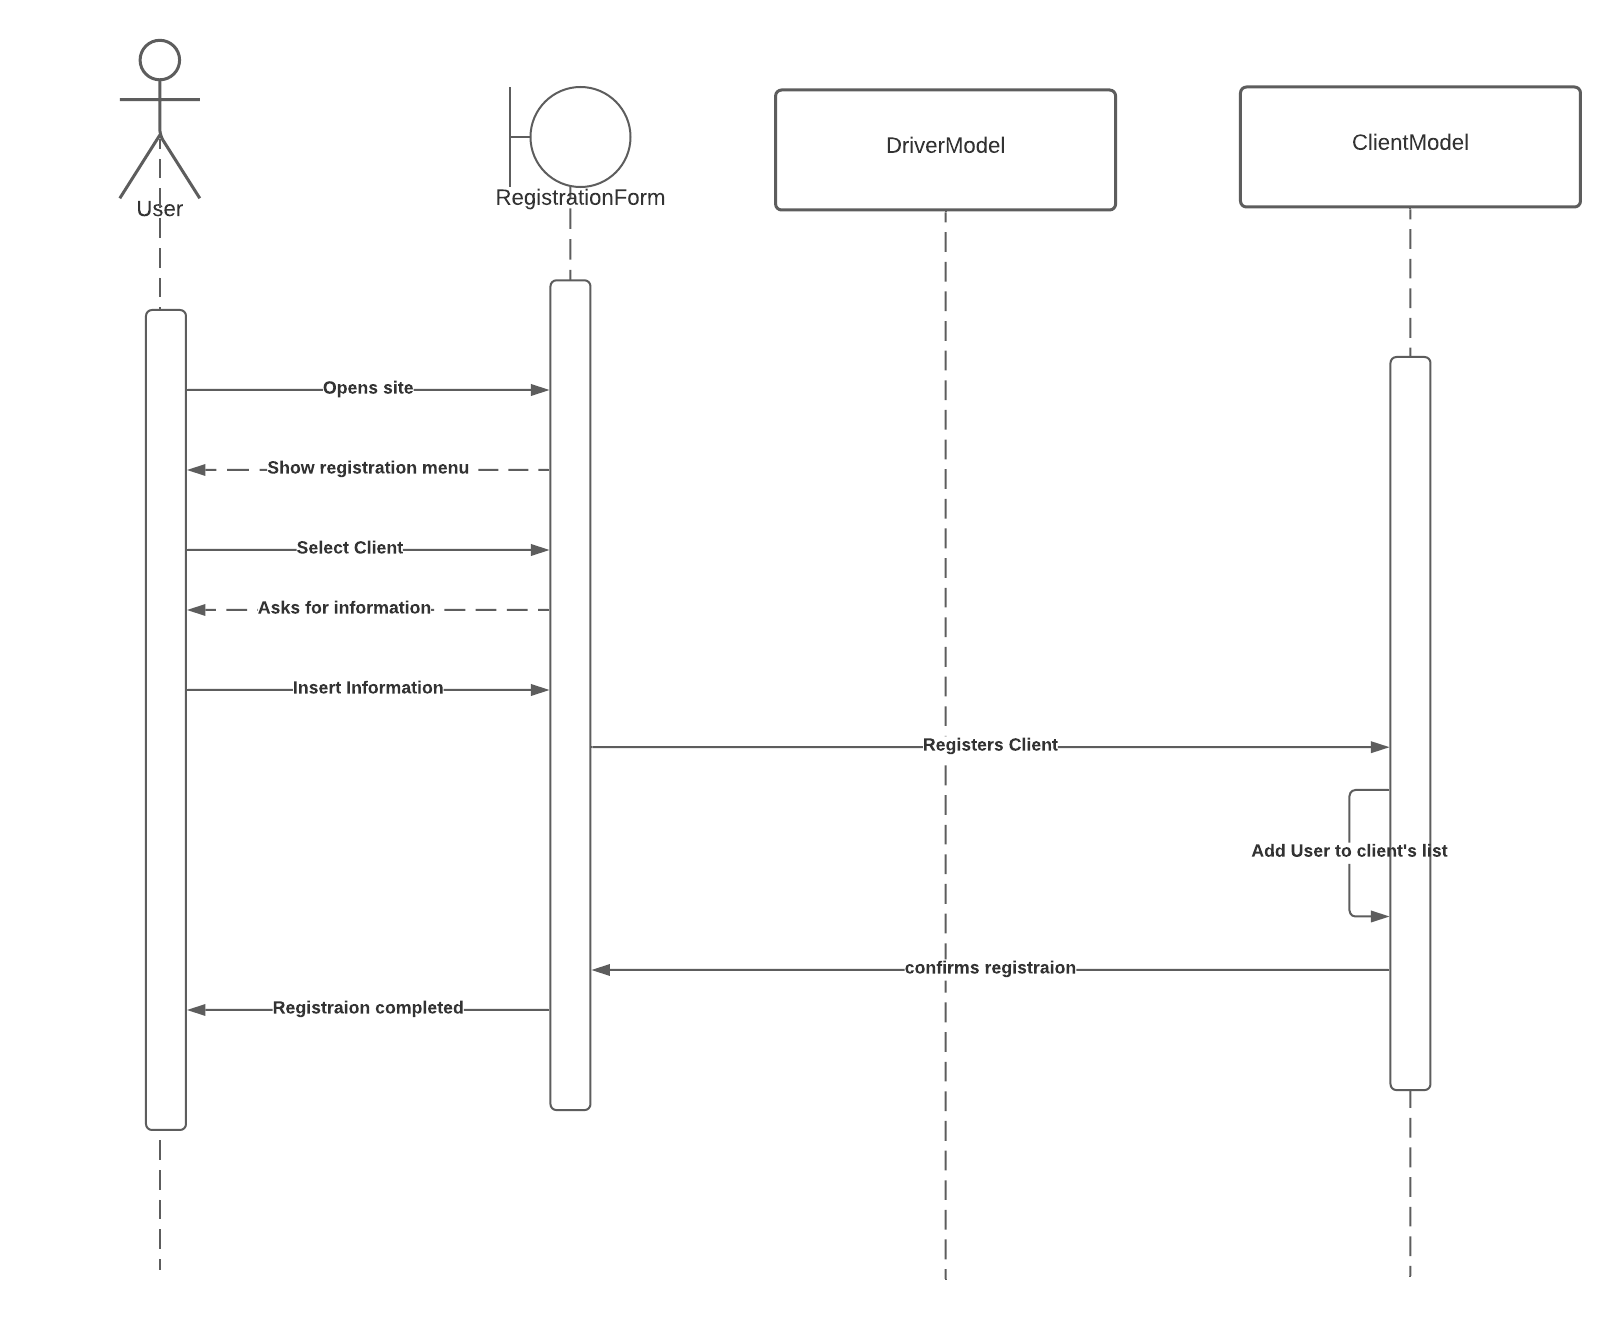 User
RegistrationForm
DriverModel
ClientModel
Opens site
Show registration menu
Select Client
Asks for information
Insert Information
Registers Client
Add User to client's list
confirms registraion
Registraion completed